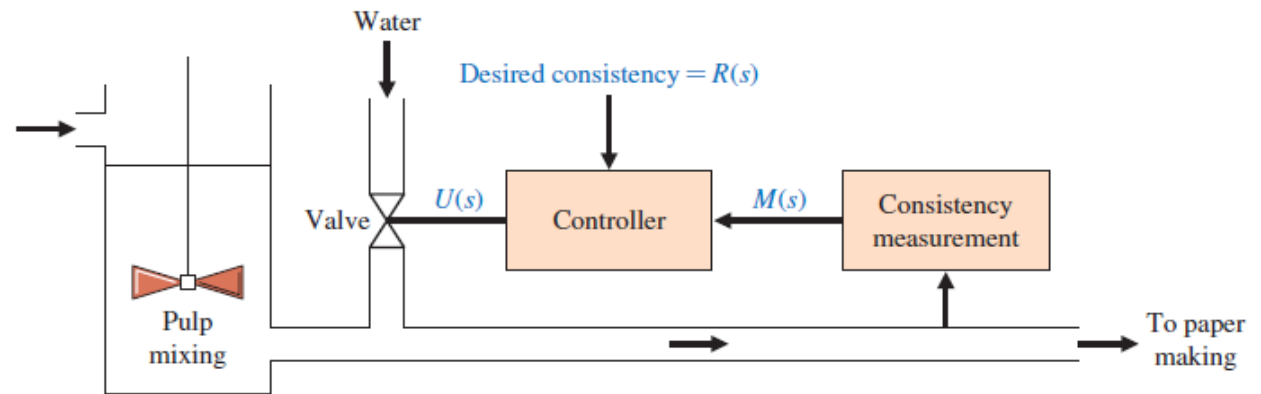 Water
Desired consistency = R(s)
Valve
U(s)
Controller
M(s)
Consistency
measurement
Pulp
mixing
To paper
making